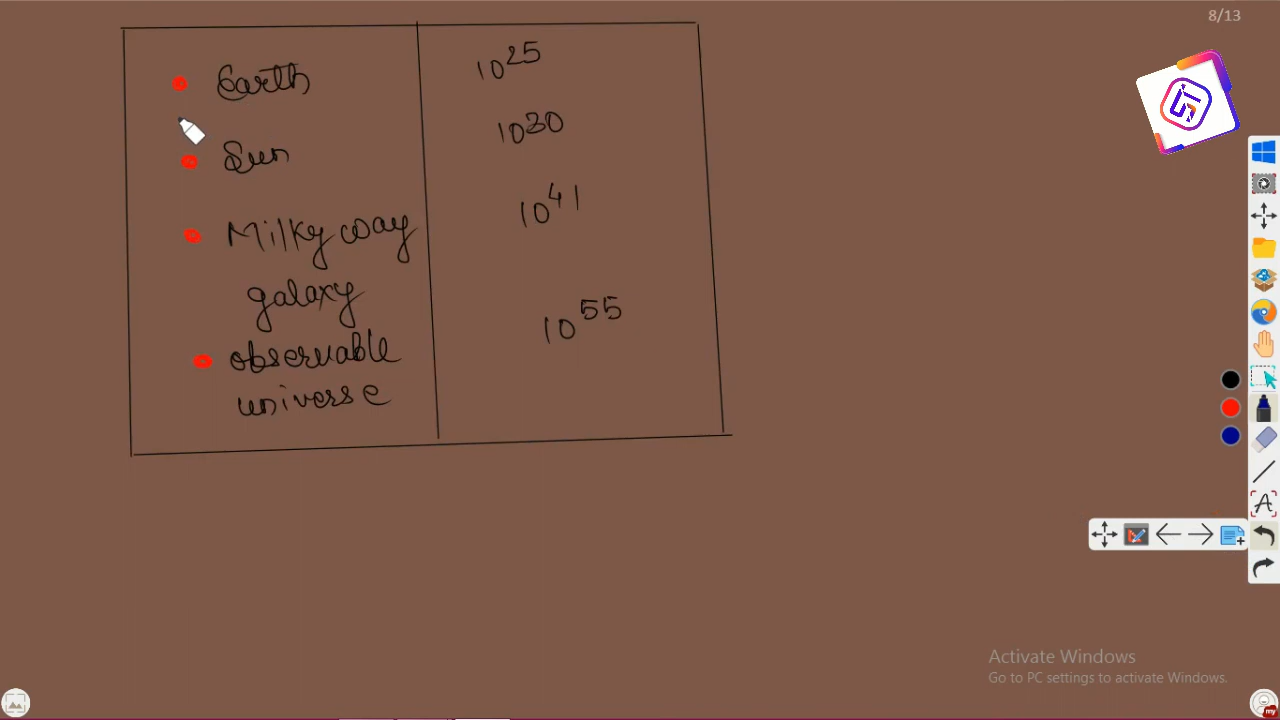 8/13
Earth 10^25
Sun 10^30
Milky way 10^41
galaxy
observable 10^55
universe
Activate Windows
Go to PC settings to activate Windows.